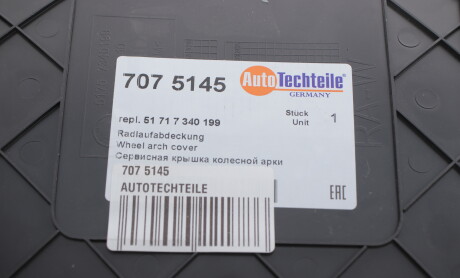 707 5145
AutoTechteile®
GERMANY
repl. 51 71 7 340 199
Stück
Unit 1
Radlaufabdeckung
Wheel arch cover
Сервисная крышка колесной арки
707 5145
AUTOTECHTEILE
EAC